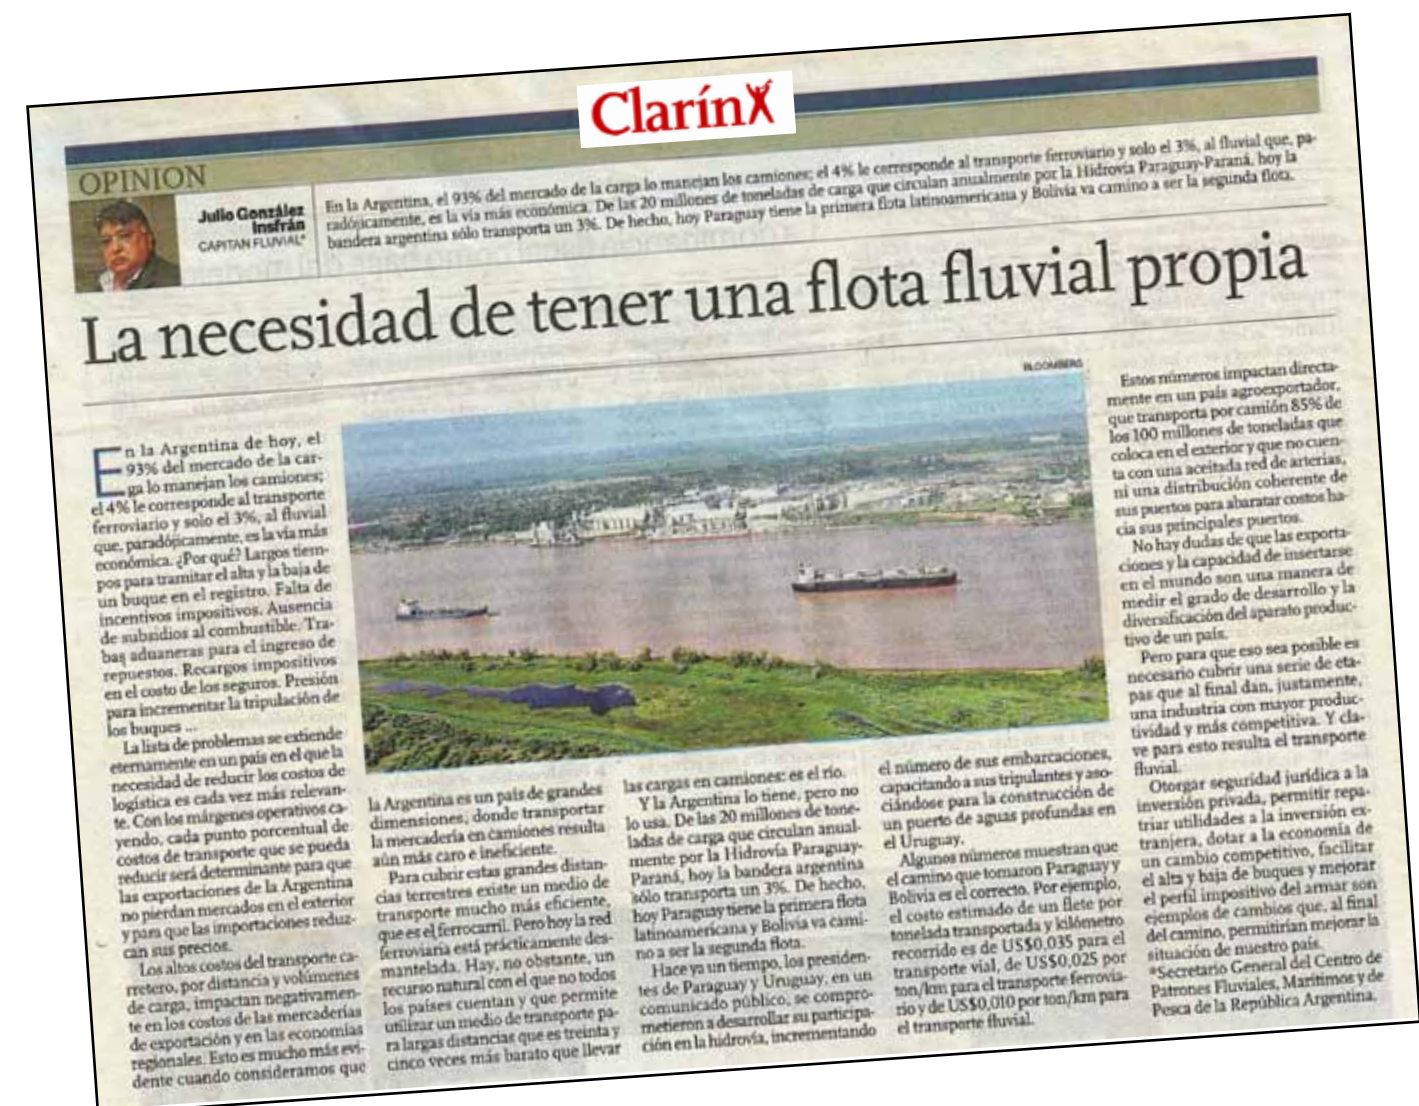 Clarín
OPINION
Julio González
Insfrán
CAPITAN FLUVIAL*
En la Argentina, el 93% del mercado de la carga lo manejan los camiones; el 4% le corresponde al transporte ferroviario y solo el 3%, al fluvial que, pa-
radójicamente, es la vía más económica. De las 20 millones de toneladas de carga que circulan anualmente por la Hidrovía Paraguay-Paraná, hoy la
bandera argentina sólo transporta un 3%. De hecho, hoy Paraguay tiene la primera flota latinoamericana y Bolivia va camino a ser la segunda flota.
La necesidad de tener una flota fluvial propia
BLOOMBERG
En la Argentina de hoy, el
93% del mercado de la car-
ga lo manejan los camiones;
el 4% le corresponde al transporte
ferroviario y solo el 3%, al fluvial
que, paradójicamente, es la vía más
económica. ¿Por qué? Largos tiem-
pos para tramitar el alta y la baja de
un buque en el registro. Falta de
incentivos impositivos. Ausencia
de subsidios al combustible. Tra-
bas aduaneras para el ingreso de
repuestos. Recargos impositivos
en el costo de los seguros. Presión
para incrementar la tripulación de
los buques ...
La lista de problemas se extiende
eternamente en un país en el que la
necesidad de reducir los costos de
logística es cada vez más relevan-
te. Con los márgenes operativos ca-
yendo, cada punto porcentual de
costos de transporte que se pueda
reducir será determinante para que
las exportaciones de la Argentina
no pierdan mercados en el exterior
y para que las importaciones reduz-
can sus precios.
Los altos costos del transporte ca-
rretero, por distancia y volúmenes
de carga, impactan negativamen-
te en los costos de las mercaderías
de exportación y en las economías
regionales. Esto es mucho más evi-
dente cuando consideramos que
la Argentina es un país de grandes
dimensiones, donde transportar
la mercadería en camiones resulta
aún más caro e ineficiente.
Para cubrir estas grandes distan-
cias terrestres existe un medio de
transporte mucho más eficiente,
que es el ferrocarril. Pero hoy la red
ferroviaria está prácticamente des-
mantelada. Hay, no obstante, un
recurso natural con el que no todos
los países cuentan y que permite
utilizar un medio de transporte pa-
ra largas distancias que es treinta y
cinco veces más barato que llevar
las cargas en camiones: es el río.
Y la Argentina lo tiene, pero no
lo usa. De las 20 millones de tone-
ladas de carga que circulan anual-
mente por la Hidrovía Paraguay-
Paraná, hoy la bandera argentina
sólo transporta un 3%. De hecho,
hoy Paraguay tiene la primera flota
latinoamericana y Bolivia va cami-
no a ser la segunda flota.
Hace ya un tiempo, los presiden-
tes de Paraguay y Uruguay, en un
comunicado público, se compro-
metieron a desarrollar su participa-
ción en la hidrovía, incrementando
el número de sus embarcaciones,
capacitando a sus tripulantes y aso-
ciándose para la construcción de
un puerto de aguas profundas en
el Uruguay.
Algunos números muestran que
el camino que tomaron Paraguay y
Bolivia es el correcto. Por ejemplo,
el costo estimado de un flete por
tonelada transportada y kilómetro
recorrido es de US$0,035 para el
transporte vial, de US$0,025 por
ton/km para el transporte ferrovia-
rio y de US$0,010 por ton/km para
el transporte fluvial.
Estos números impactan directa-
mente en un país agroexportador,
que transporta por camión 85% de
los 100 millones de toneladas que
coloca en el exterior y que no cuen-
ta con una aceitada red de arterias,
ni una distribución coherente de
sus puertos para abaratar costos ha-
cia sus principales puertos.
No hay dudas de que las exporta-
ciones y la capacidad de insertarse
en el mundo son una manera de
medir el grado de desarrollo y la
diversificación del aparato produc-
tivo de un país.
Pero para que eso sea posible es
necesario cubrir una serie de eta-
pas que al final dan, justamente,
una industria con mayor produc-
tividad y más competitiva. Y cla-
ve para esto resulta el transporte
fluvial.
Otorgar seguridad jurídica a la
inversión privada, permitir repa-
triar utilidades a la inversión ex-
tranjera, dotar a la economía de
un cambio competitivo, facilitar
el alta y baja de buques y mejorar
el perfil impositivo del armar son
ejemplos de cambios que, al final
del camino, permitirían mejorar la
situación de nuestro país.
*Secretario General del Centro de
Patrones Fluviales, Marítimos y de
Pesca de la República Argentina.